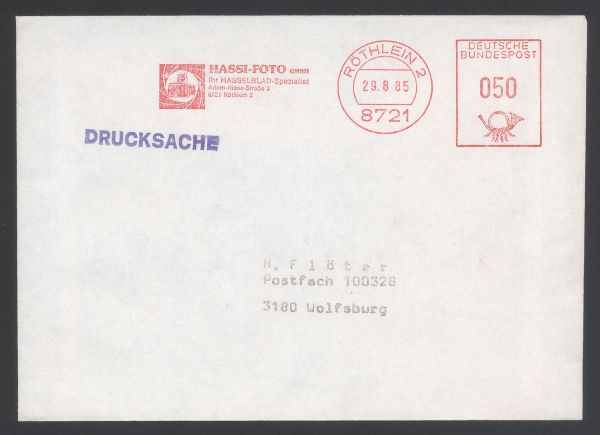 HASSI-FOTO GMBH
Ihr HASSELBLAD-Spezialist
Adam-Riese-Straße 3
8721 Röthlein 2
RÖTHLEIN 2
29.8.85
8721
DEUTSCHE
BUNDESPOST
050
DRUCKSACHE
H. Flöter
Postfach 100328
3180 Wolfsburg